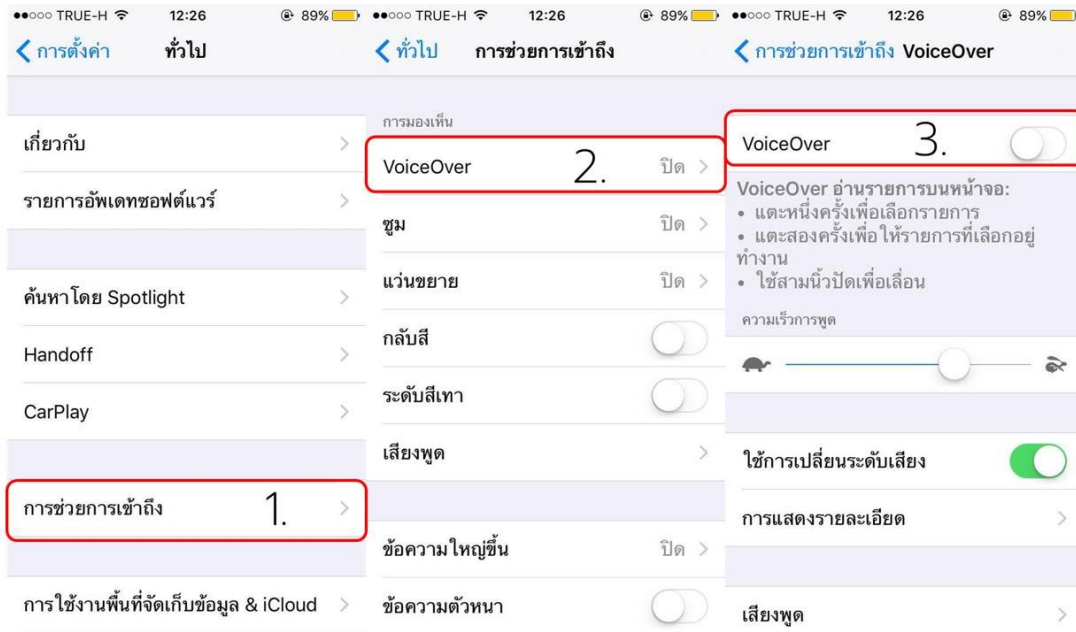 TRUE-H 12:26 89%
การตั้งค่า ทั่วไป
เกี่ยวกับ
รายการอัพเดทซอฟต์แวร์
ค้นหาโดย Spotlight
Handoff
CarPlay
การช่วยการเข้าถึง 1.
การใช้งานพื้นที่จัดเก็บข้อมูล & iCloud
TRUE-H 12:26 89%
ทั่วไป การช่วยการเข้าถึง
การมองเห็น
VoiceOver 2. ปิด
ซูม ปิด
แว่นขยาย ปิด
กลับสี
ระดับสีเทา
เสียงพูด
ข้อความใหญ่ขึ้น ปิด
ข้อความตัวหนา
TRUE-H 12:26 89%
การช่วยการเข้าถึง VoiceOver
VoiceOver 3.
VoiceOver อ่านรายการบนหน้าจอ:
• แตะหนึ่งครั้งเพื่อเลือกรายการ
• แตะสองครั้งเพื่อให้รายการที่เลือกอยู่
ทำงาน
• ใช้สามนิ้วปัดเพื่อเลื่อน
ความเร็วการพูด
ใช้การเปลี่ยนระดับเสียง
การแสดงรายละเอียด
เสียงพูด